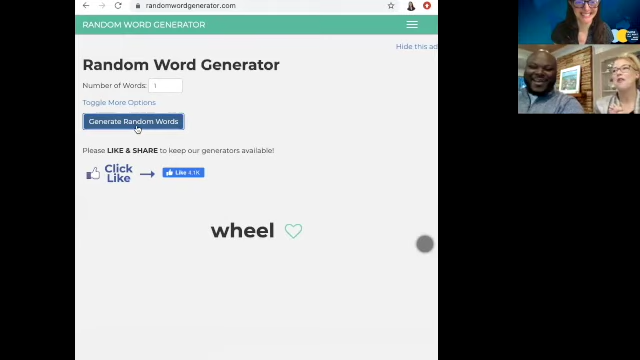 randomwordgenerator.com
RANDOM WORD GENERATOR
Hide this ad
Random Word Generator
Number of Words: 1
Toggle More Options
Generate Random Words
Please LIKE & SHARE to keep our generators available!
Click
Like
Like 4.1K
wheel